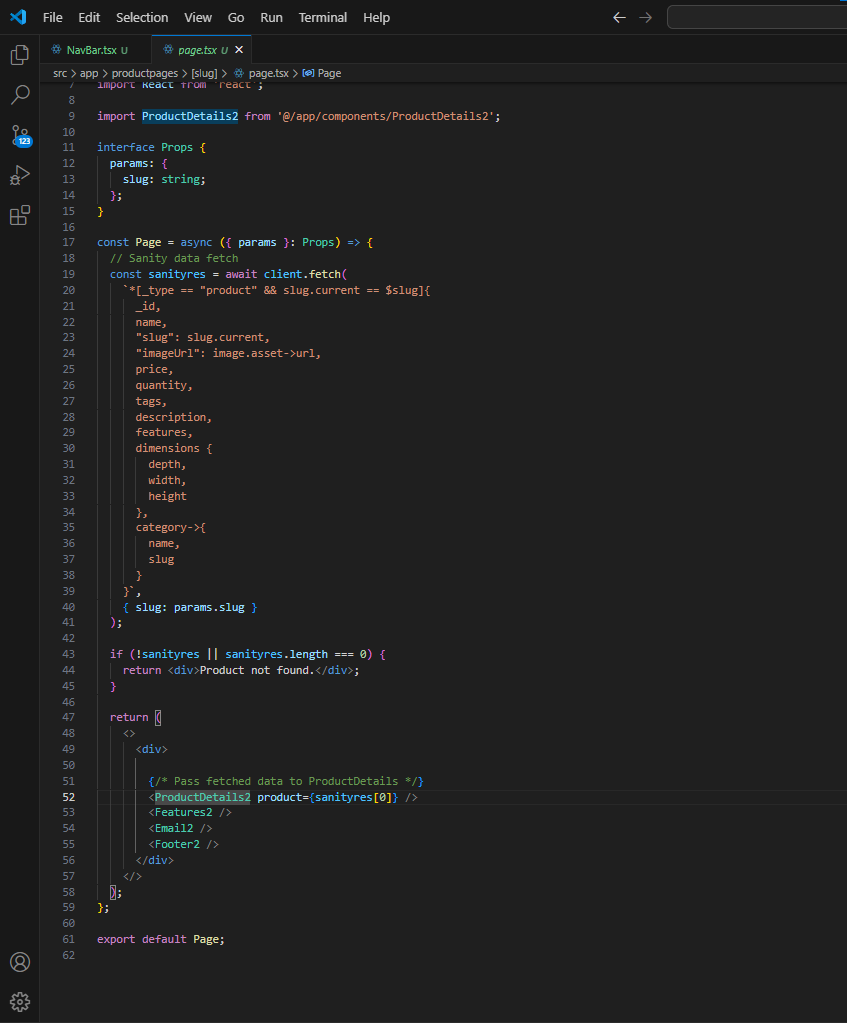 File Edit Selection View Go Run Terminal Help
NavBar.tsx U page.tsx U
src > app > productpages > [slug] > page.tsx > Page
7 import React from 'react';
8
9 import ProductDetails2 from '@/app/components/ProductDetails2';
10
11 interface Props {
12 params: {
13 slug: string;
14 };
15 }
16
17 const Page = async ({ params }: Props) => {
18 // Sanity data fetch
19 const sanityres = await client.fetch(
20 `*[_type == "product" && slug.current == $slug]{
21 _id,
22 name,
23 "slug": slug.current,
24 "imageUrl": image.asset->url,
25 price,
26 quantity,
27 tags,
28 description,
29 features,
30 dimensions {
31 depth,
32 width,
33 height
34 },
35 category->{
36 name,
37 slug
38 }
39 }`,
40 { slug: params.slug }
41 );
42
43 if (!sanityres || sanityres.length === 0) {
44 return <div>Product not found.</div>;
45 }
46
47 return (
48 <>
49 <div>
50
51 {/* Pass fetched data to ProductDetails */}
52 <ProductDetails2 product={sanityres[0]} />
53 <Features2 />
54 <Email2 />
55 <Footer2 />
56 </div>
57 </>
58 );
59 };
60
61 export default Page;
62
123